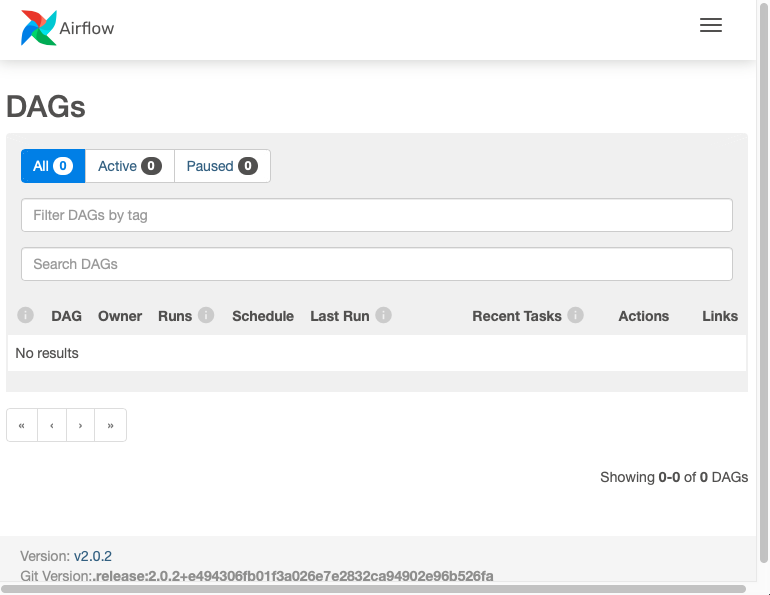 Airflow
DAGs
All 0 Active 0 Paused 0
Filter DAGs by tag
Search DAGs
i DAG Owner Runs i Schedule Last Run i Recent Tasks i Actions Links
No results
« ‹ › »
Showing 0-0 of 0 DAGs
Version: v2.0.2
Git Version:.release:2.0.2+e494306fb01f3a026e7e2832ca94902e96b526fa